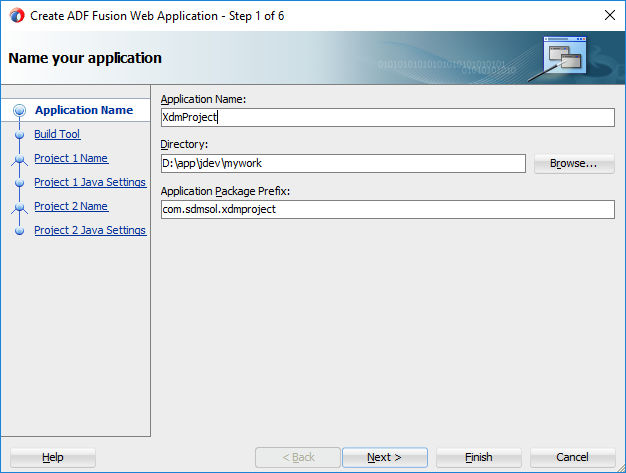 Create ADF Fusion Web Application - Step 1 of 6
Name your application
01010101010101010101010101
0101010101
Application Name
Build Tool
Project 1 Name
Project 1 Java Settings
Project 2 Name
Project 2 Java Settings
Application Name:
XdmProject
Directory:
D:\app\jdev\mywork
Browse...
Application Package Prefix:
com.sdmsol.xdmproject
Help
< Back
Next >
Finish
Cancel